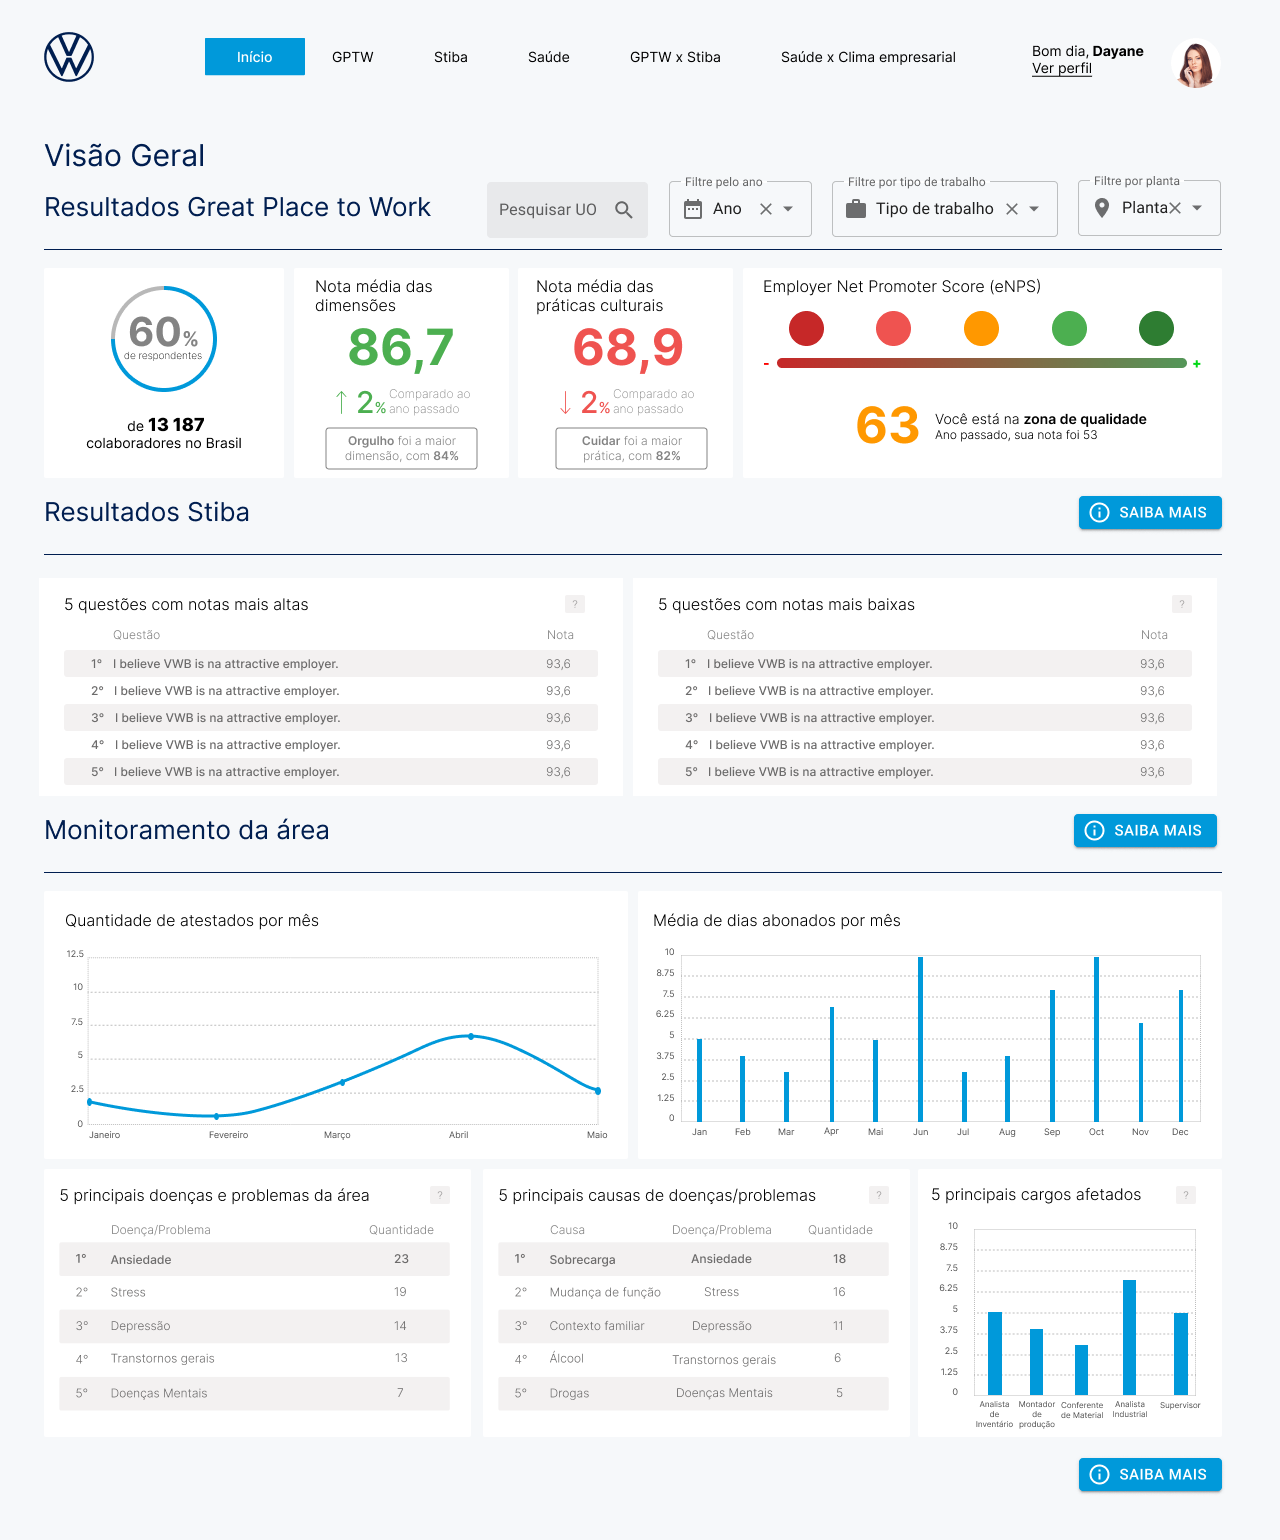 Início
GPTW
Stiba
Saúde
GPTW x Stiba
Saúde x Clima empresarial
Bom dia, Dayane
Ver perfil
Visão Geral
Resultados Great Place to Work
Pesquisar UO
Filtre pelo ano
Ano
Filtre por tipo de trabalho
Tipo de trabalho
Filtre por planta
Planta
60%
de respondentes
de 13 187
colaboradores no Brasil
Nota média das
dimensões
86,7
2% Comparado ao
ano passado
Orgulho foi a maior
dimensão, com 84%
Nota média das
práticas culturais
68,9
2% Comparado ao
ano passado
Cuidar foi a maior
prática, com 82%
Employer Net Promoter Score (eNPS)
- +
63
Você está na zona de qualidade
Ano passado, sua nota foi 53
Resultados Stiba
SAIBA MAIS
5 questões com notas mais altas
?
Questão Nota
1° I believe VWB is na attractive employer. 93,6
2° I believe VWB is na attractive employer. 93,6
3° I believe VWB is na attractive employer. 93,6
4° I believe VWB is na attractive employer. 93,6
5° I believe VWB is na attractive employer. 93,6
5 questões com notas mais baixas
?
Questão Nota
1° I believe VWB is na attractive employer. 93,6
2° I believe VWB is na attractive employer. 93,6
3° I believe VWB is na attractive employer. 93,6
4° I believe VWB is na attractive employer. 93,6
5° I believe VWB is na attractive employer. 93,6
Monitoramento da área
SAIBA MAIS
Quantidade de atestados por mês
12.5
10
7.5
5
2.5
0
Janeiro Fevereiro Março Abril Maio
Média de dias abonados por mês
10
8.75
7.5
6.25
5
3.75
2.5
1.25
0
Jan Feb Mar Apr Mai Jun Jul Aug Sep Oct Nov Dec
5 principais doenças e problemas da área
?
Doença/Problema Quantidade
1° Ansiedade 23
2° Stress 19
3° Depressão 14
4° Transtornos gerais 13
5° Doenças Mentais 7
5 principais causas de doenças/problemas
?
Causa Doença/Problema Quantidade
1° Sobrecarga Ansiedade 18
2° Mudança de função Stress 16
3° Contexto familiar Depressão 11
4° Álcool Transtornos gerais 6
5° Drogas Doenças Mentais 5
5 principais cargos afetados
?
10
8.75
7.5
6.25
5
3.75
2.5
1.25
0
Analista
de
Inventário
Montador
de
produção
Conferente
de Material
Analista
Industrial
Supervisor
SAIBA MAIS